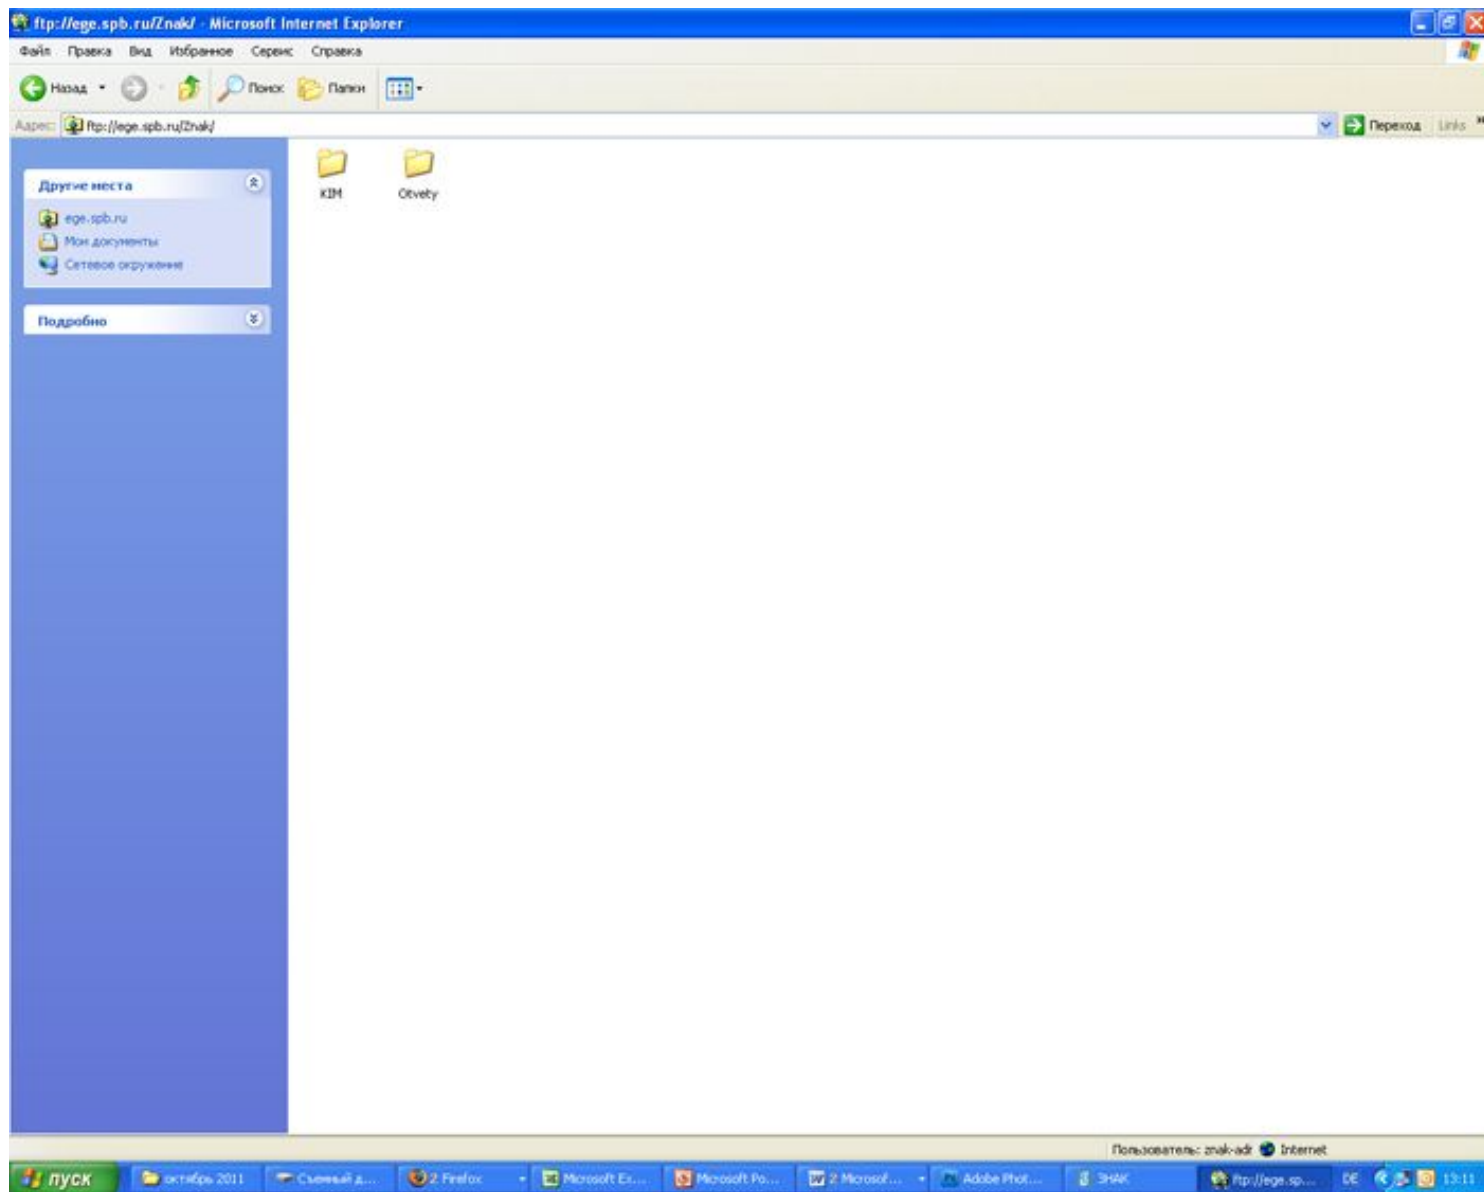 ftp://ege.spb.ru/Znak/ - Microsoft Internet Explorer
Файл Правка Вид Избранное Сервис Справка
Назад Поиск Папки
Адрес: ftp://ege.spb.ru/Znak/ Переход Links »
Другие места
ege.spb.ru
Мои документы
Сетевое окружение
Подробно
KIM Otvety
Пользователь: znak-adr Internet
пуск октябрь 2011 Съемный д... 2 Firefox Microsoft Ex... Microsoft Po... 2 Microsof... Adobe Phot... ЗНАК ftp://ege.sp... DE 13:11